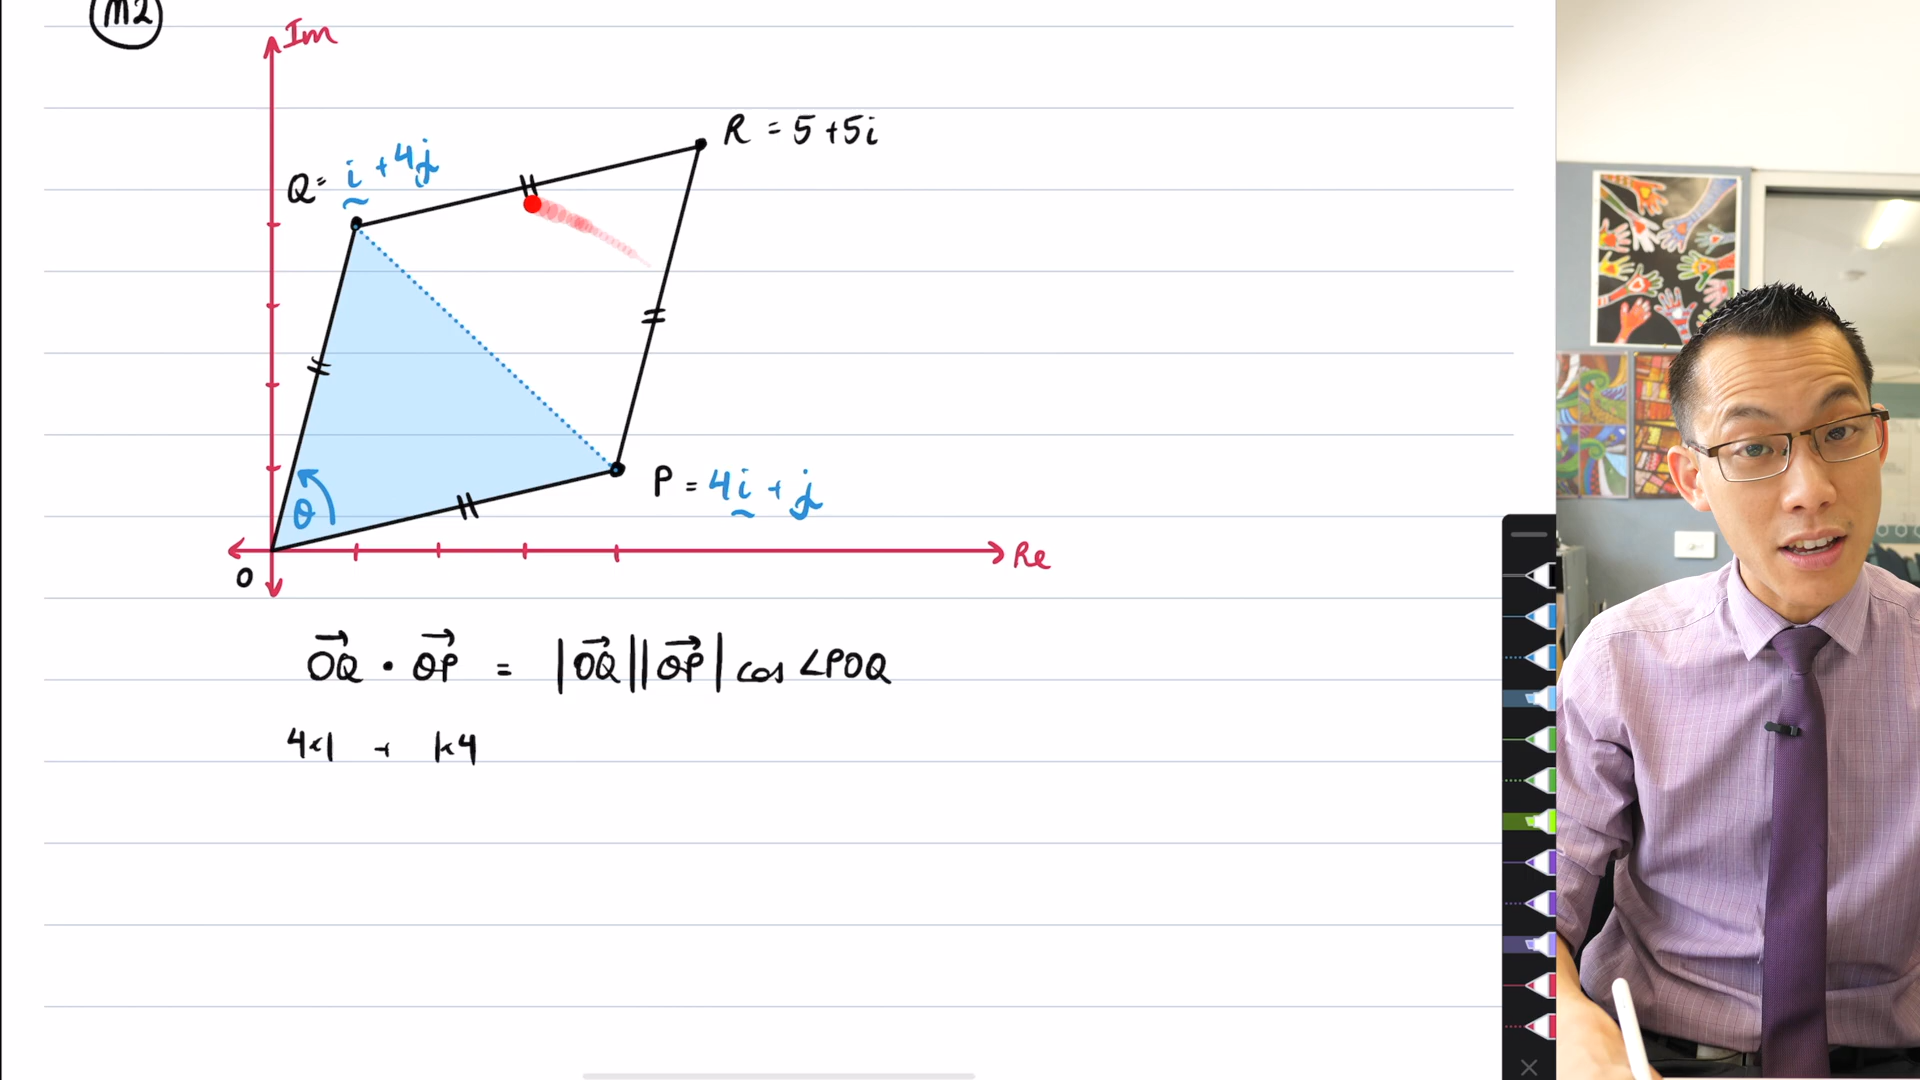 M2
Im
R = 5 + 5i
Q = i + 4j
P = 4i + j
θ
Re
O
OQ · OP = |OQ||OP| cos ∠POQ
4×1 + 1×4